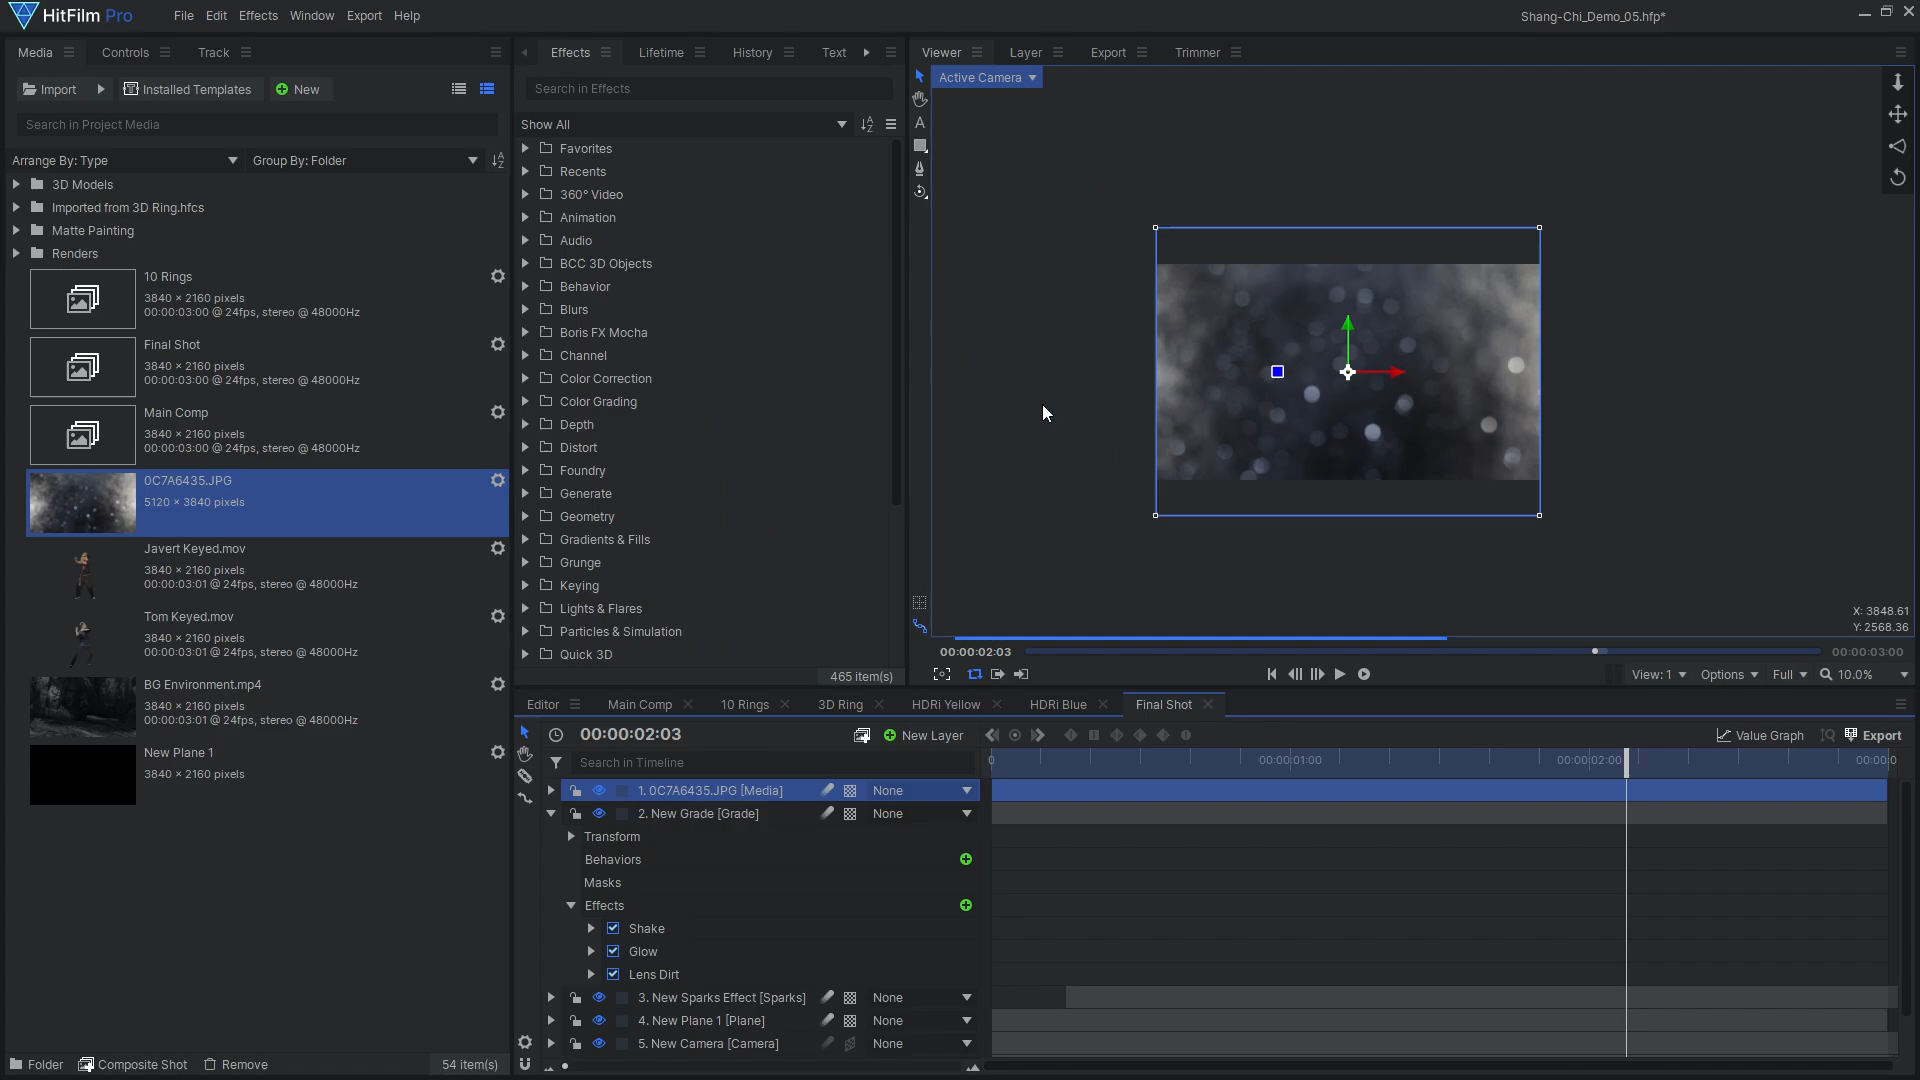 HitFilm Pro
File Edit Effects Window Export Help
Shang-Chi_Demo_05.hfp*
Media Controls Track
Effects Lifetime History Text
Viewer Layer Export Trimmer
Import Installed Templates New
Search in Project Media
Arrange By: Type Group By: Folder
3D Models
Imported from 3D Ring.hfcs
Matte Painting
Renders
10 Rings
3840 × 2160 pixels
00:00:03:00 @ 24fps, stereo @ 48000Hz
Final Shot
3840 × 2160 pixels
00:00:03:00 @ 24fps, stereo @ 48000Hz
Main Comp
3840 × 2160 pixels
00:00:03:00 @ 24fps, stereo @ 48000Hz
0C7A6435.JPG
5120 × 3840 pixels
Javert Keyed.mov
3840 × 2160 pixels
00:00:03:01 @ 24fps, stereo @ 48000Hz
Tom Keyed.mov
3840 × 2160 pixels
00:00:03:01 @ 24fps, stereo @ 48000Hz
BG Environment.mp4
3840 × 2160 pixels
00:00:03:01 @ 24fps, stereo @ 48000Hz
New Plane 1
3840 × 2160 pixels
Folder Composite Shot Remove 54 item(s)
Search in Effects
Show All
Favorites
Recents
360° Video
Animation
Audio
BCC 3D Objects
Behavior
Blurs
Boris FX Mocha
Channel
Color Correction
Color Grading
Depth
Distort
Foundry
Generate
Geometry
Gradients & Fills
Grunge
Keying
Lights & Flares
Particles & Simulation
Quick 3D
465 item(s)
Active Camera
A
X: 3848.61
Y: 2568.36
00:00:02:03 00:00:03:00
View: 1 Options Full 10.0%
Editor Main Comp 10 Rings 3D Ring HDRi Yellow HDRi Blue Final Shot
00:00:02:03 New Layer Value Graph Export
Search in Timeline
0 00:00:01:00 00:00:02:00 00:00:0
1. 0C7A6435.JPG [Media] None
2. New Grade [Grade] None
Transform
Behaviors
Masks
Effects
Shake
Glow
Lens Dirt
3. New Sparks Effect [Sparks] None
4. New Plane 1 [Plane] None
5. New Camera [Camera] None